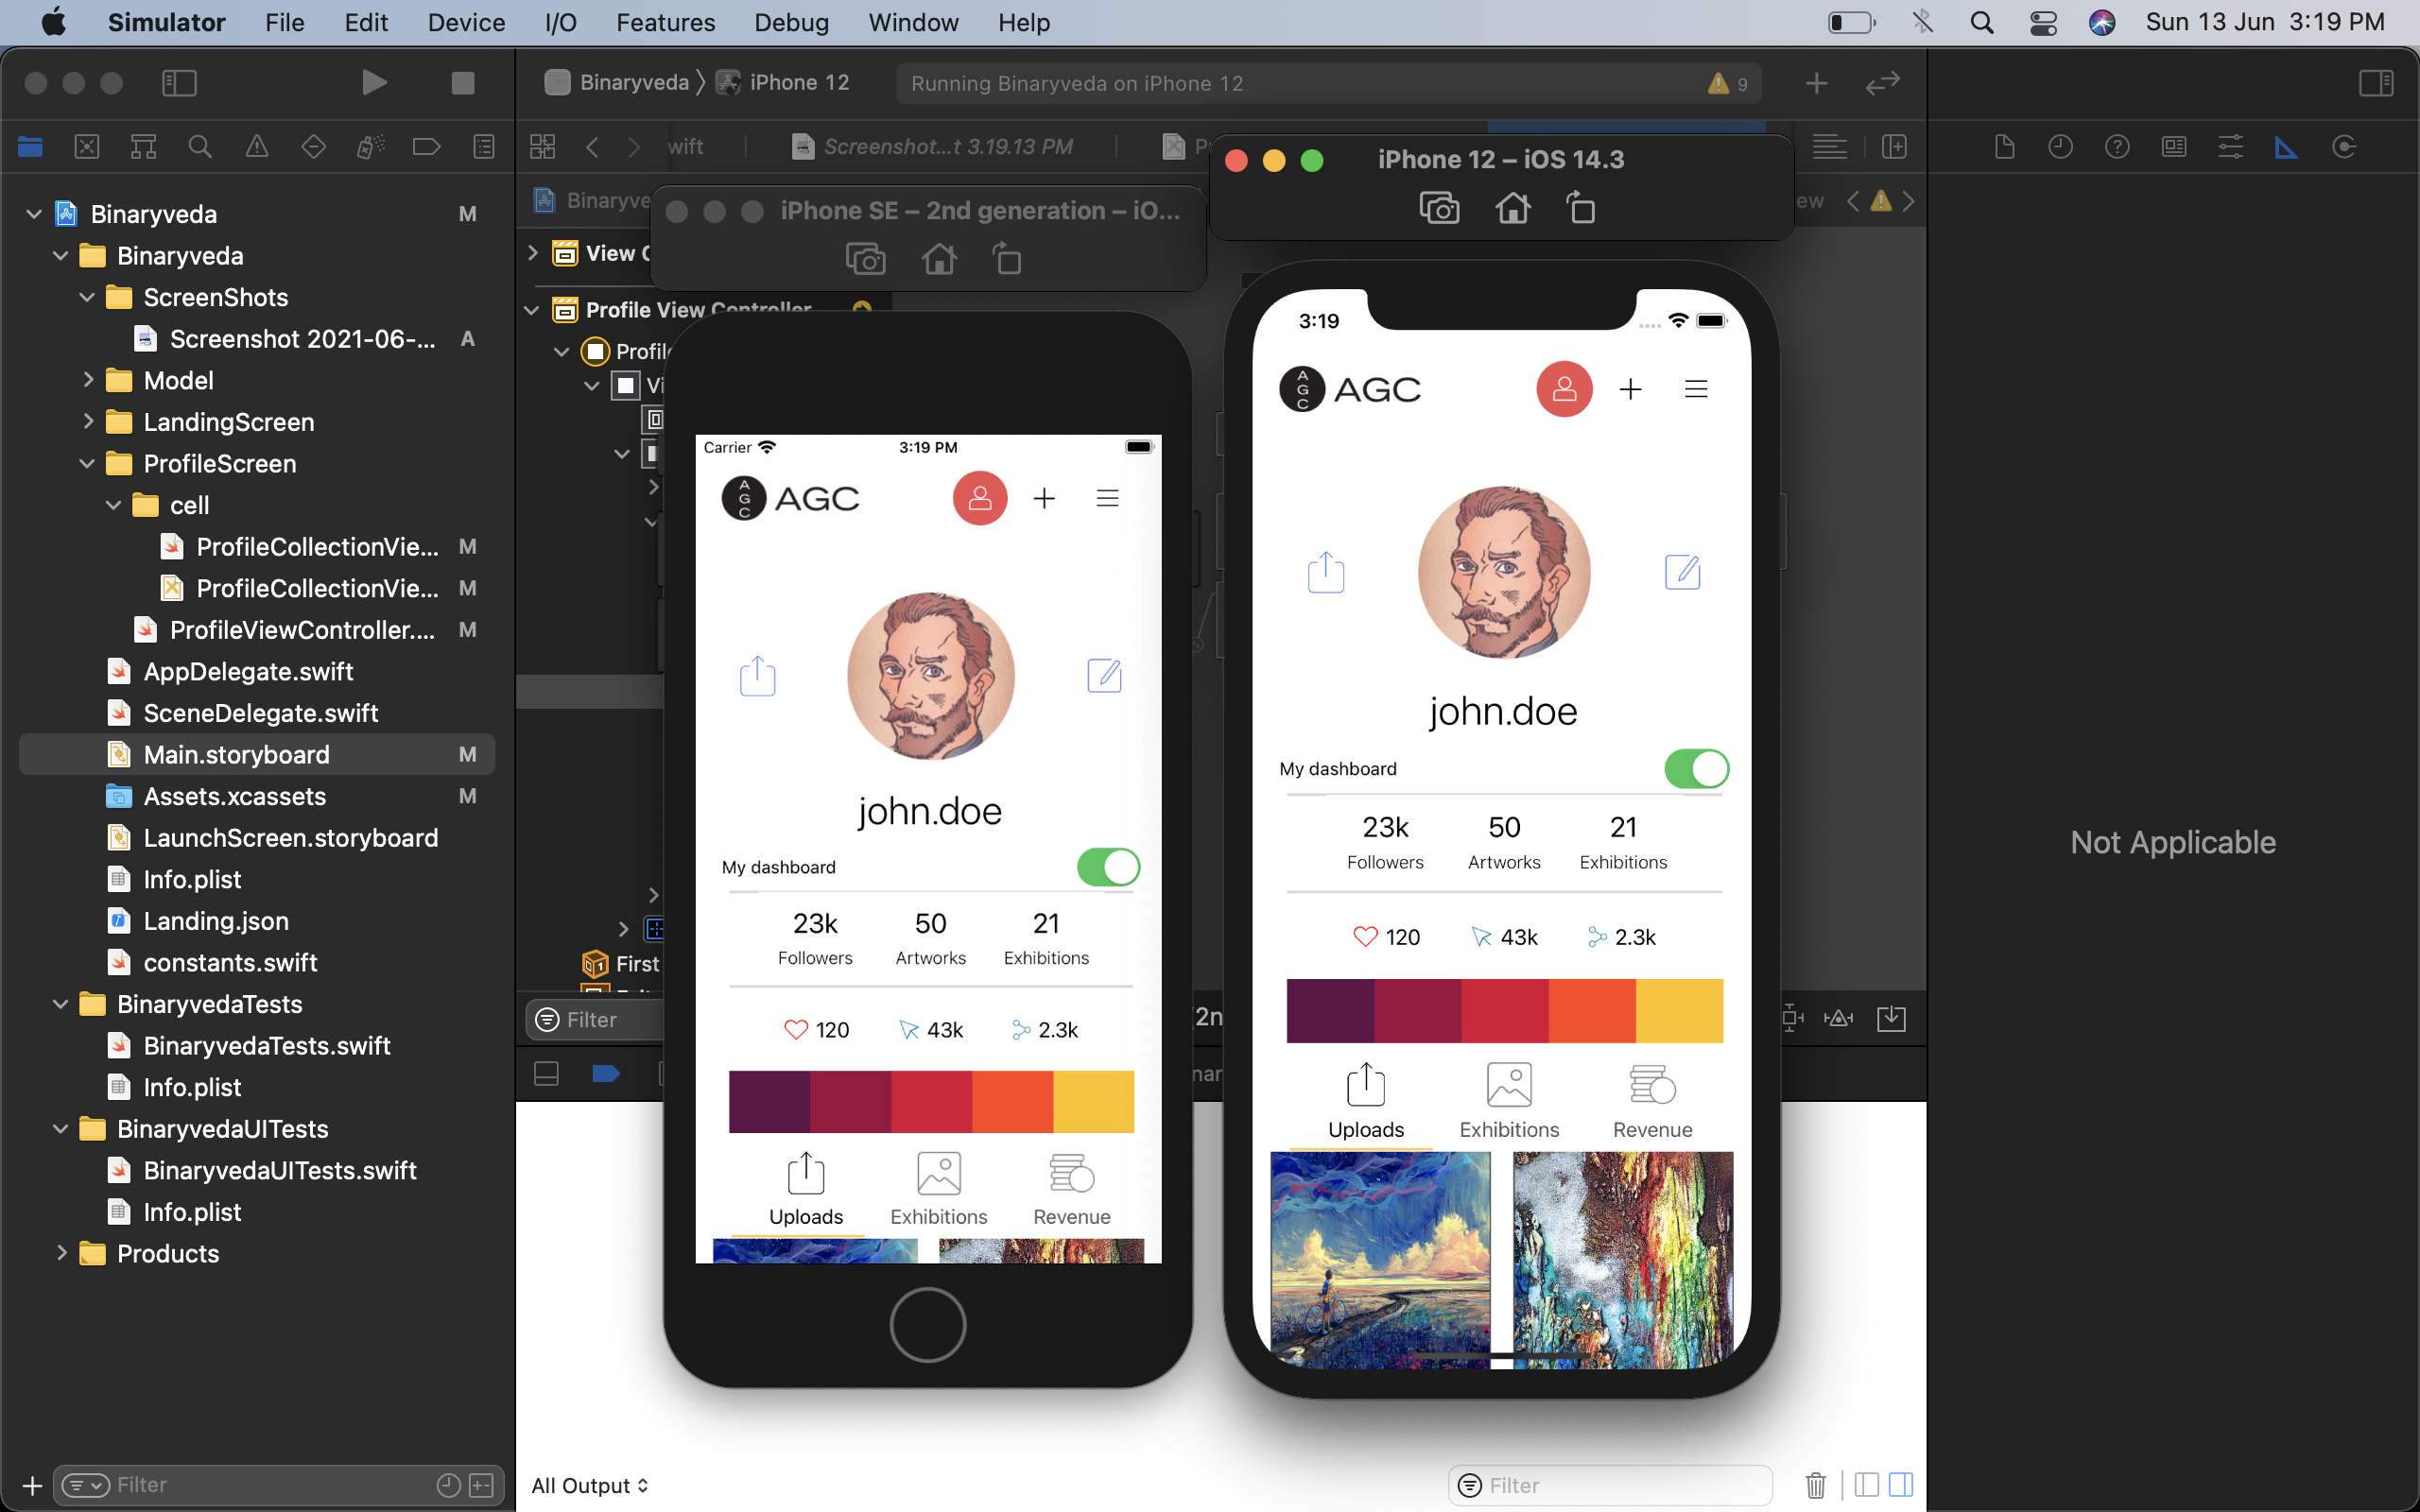 Simulator File Edit Device I/O Features Debug Window Help Sun 13 Jun 3:19 PM
Binaryveda iPhone 12 Running Binaryveda on iPhone 12 9
wift Screenshot...t 3.19.13 PM
Binaryveda M
Binaryveda
ScreenShots
Screenshot 2021-06-... A
Model
LandingScreen
ProfileScreen
cell
ProfileCollectionVie... M
ProfileCollectionVie... M
ProfileViewController.... M
AppDelegate.swift
SceneDelegate.swift
Main.storyboard M
Assets.xcassets M
LaunchScreen.storyboard
Info.plist
Landing.json
constants.swift
BinaryvedaTests
BinaryvedaTests.swift
Info.plist
BinaryvedaUITests
BinaryvedaUITests.swift
Info.plist
Products
Filter
Binaryve
View C
Profile View Controller
Profile
Vi
First
Filter
All Output
iPhone SE – 2nd generation – iO...
Carrier 3:19 PM
AGC AGC
john.doe
My dashboard
23k 50 21
Followers Artworks Exhibitions
120 43k 2.3k
Uploads Exhibitions Revenue
iPhone 12 – iOS 14.3
3:19
AGC AGC
john.doe
My dashboard
23k 50 21
Followers Artworks Exhibitions
120 43k 2.3k
Uploads Exhibitions Revenue
ew
(2n
nar
Filter
Not Applicable